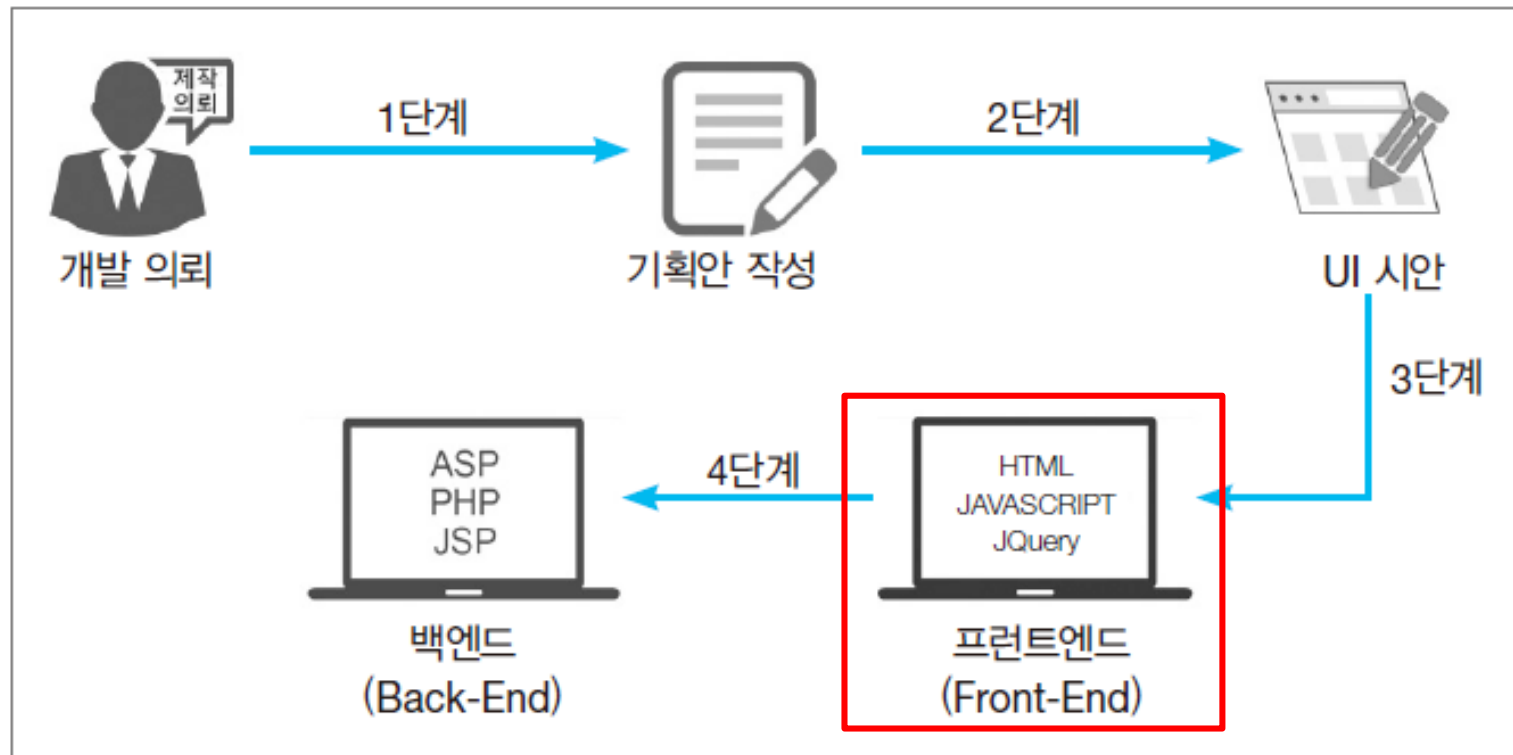 제작
의뢰
1단계
2단계
개발 의뢰
기획안 작성
UI 시안
3단계
ASP
PHP
JSP
4단계
HTML
JAVASCRIPT
JQuery
백엔드
(Back-End)
프런트엔드
(Front-End)